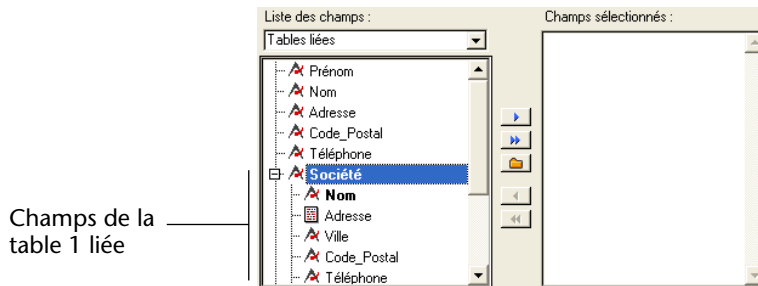 Liste des champs :
Champs sélectionnés :
Tables liées
Prénom
Nom
Adresse
Code_Postal
Téléphone
Société
Nom
Adresse
Ville
Code_Postal
Téléphone
Champs de la
table 1 liée